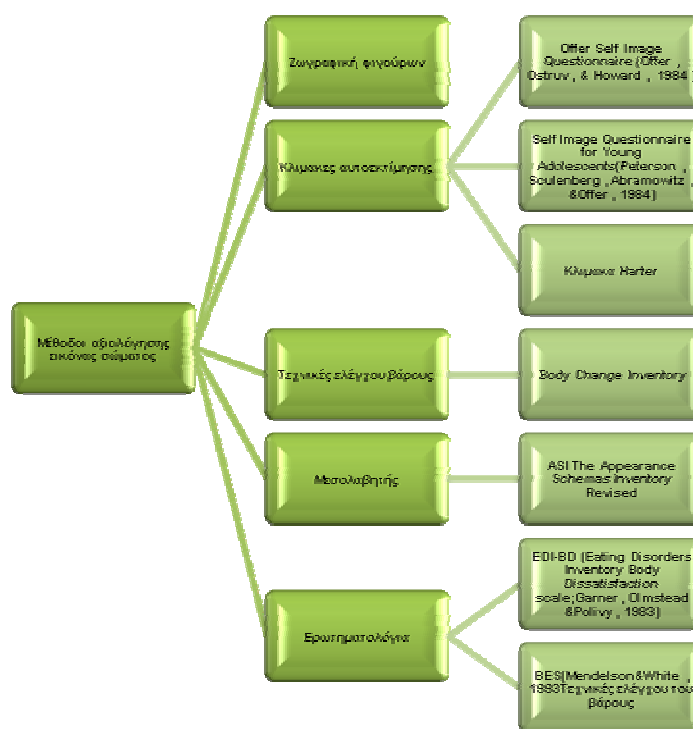 Μέθοδοι αξιολόγησης
εικόνας σώματος
Ζωγραφική φιγούρων
Κλιμακες αυτοεκτίμησης
Τεχνικές ελέγχου βάρους
Μεσολαβητής
Ερωτηματολόγια
Offer Self Image
Questionnaire (Offer ,
Ostruv , & Howard , 1984
Self Image Questionnaire
for Young
Adolescents(Peterson ,
Soulenberg , Abramowitz ,
&Offer , 1984)
Κλιμακα Harter
Body Change Inventory
ASI The Appearance
Schemas Inventory
Revised
EDI-BD (Eating Disorders
Inventory Body
Dissatisfaction
scale;Garner , Olmstead
&Polivy , 1983)
BES(Mendelson&White ,
1983Τεχνικές ελέγχου του
βάρους